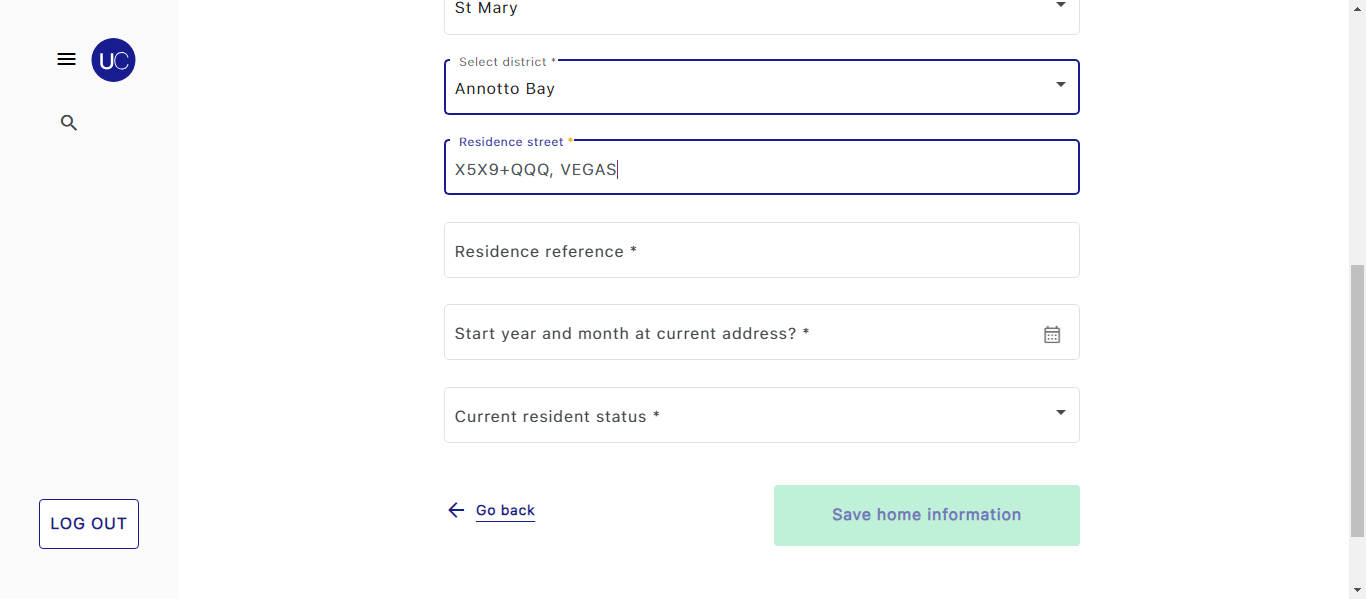 St Mary
UC
Select district *
Annotto Bay
Residence street *
X5X9+QQQ, VEGAS
Residence reference *
Start year and month at current address? *
Current resident status *
Go back
Save home information
LOG OUT